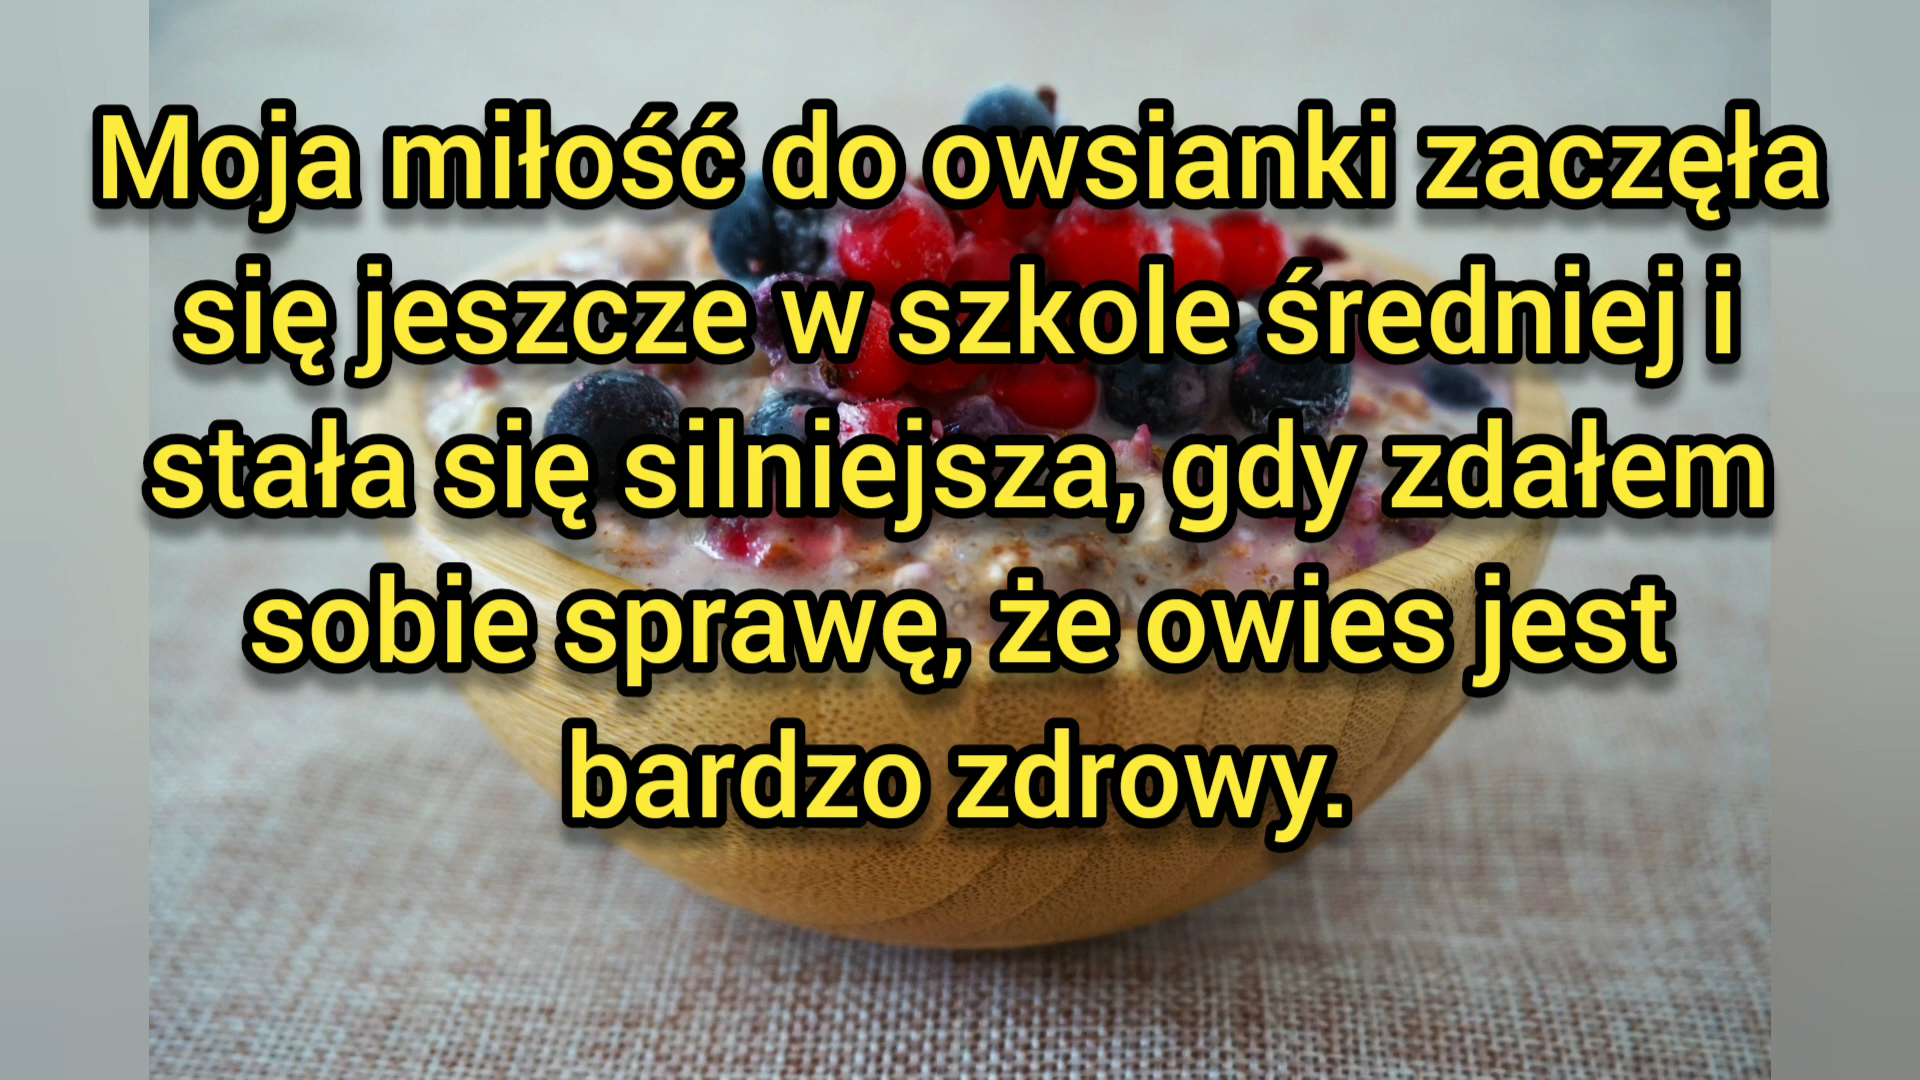 Moja miłość do owsianki zaczęła
się jeszcze w szkole średniej i
stała się silniejsza, gdy zdałem
sobie sprawę, że owies jest
bardzo zdrowy.